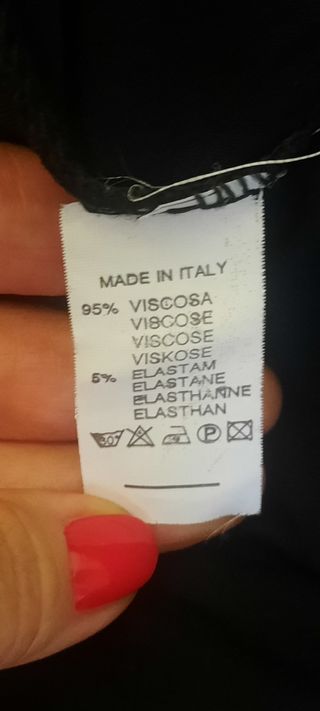 MADE IN ITALY
95% VISCOSA
VISCOSE
VISCOSE
VISKOSE
5% ELASTAM
ELASTANE
ELASTHANNE
ELASTHAN
30° P